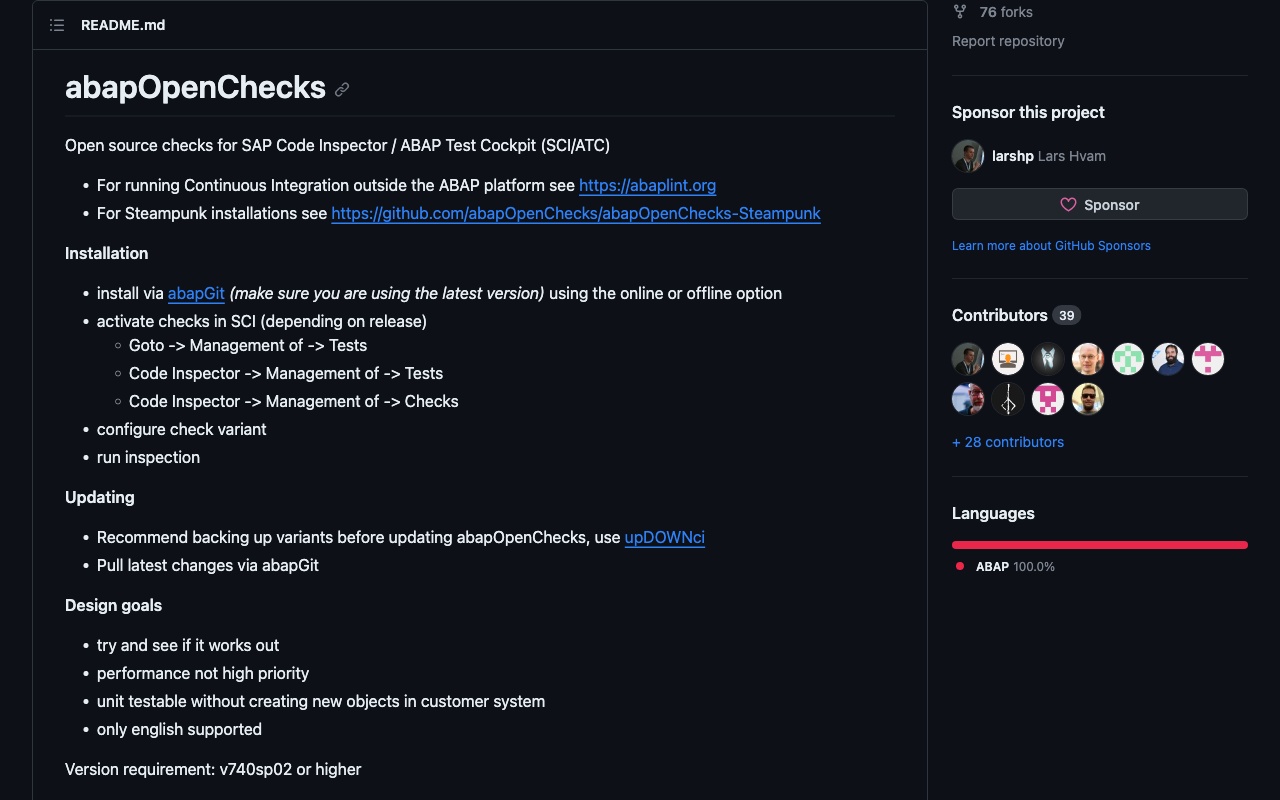 README.md
abapOpenChecks
Open source checks for SAP Code Inspector / ABAP Test Cockpit (SCI/ATC)
• For running Continuous Integration outside the ABAP platform see https://abaplint.org
• For Steampunk installations see https://github.com/abapOpenChecks/abapOpenChecks-Steampunk
Installation
• install via abapGit (make sure you are using the latest version) using the online or offline option
• activate checks in SCI (depending on release)
◦ Goto -> Management of -> Tests
◦ Code Inspector -> Management of -> Tests
◦ Code Inspector -> Management of -> Checks
• configure check variant
• run inspection
Updating
• Recommend backing up variants before updating abapOpenChecks, use upDOWNci
• Pull latest changes via abapGit
Design goals
• try and see if it works out
• performance not high priority
• unit testable without creating new objects in customer system
• only english supported
Version requirement: v740sp02 or higher
76 forks
Report repository
Sponsor this project
larshp Lars Hvam
Sponsor
Learn more about GitHub Sponsors
Contributors 39
+ 28 contributors
Languages
ABAP 100.0%